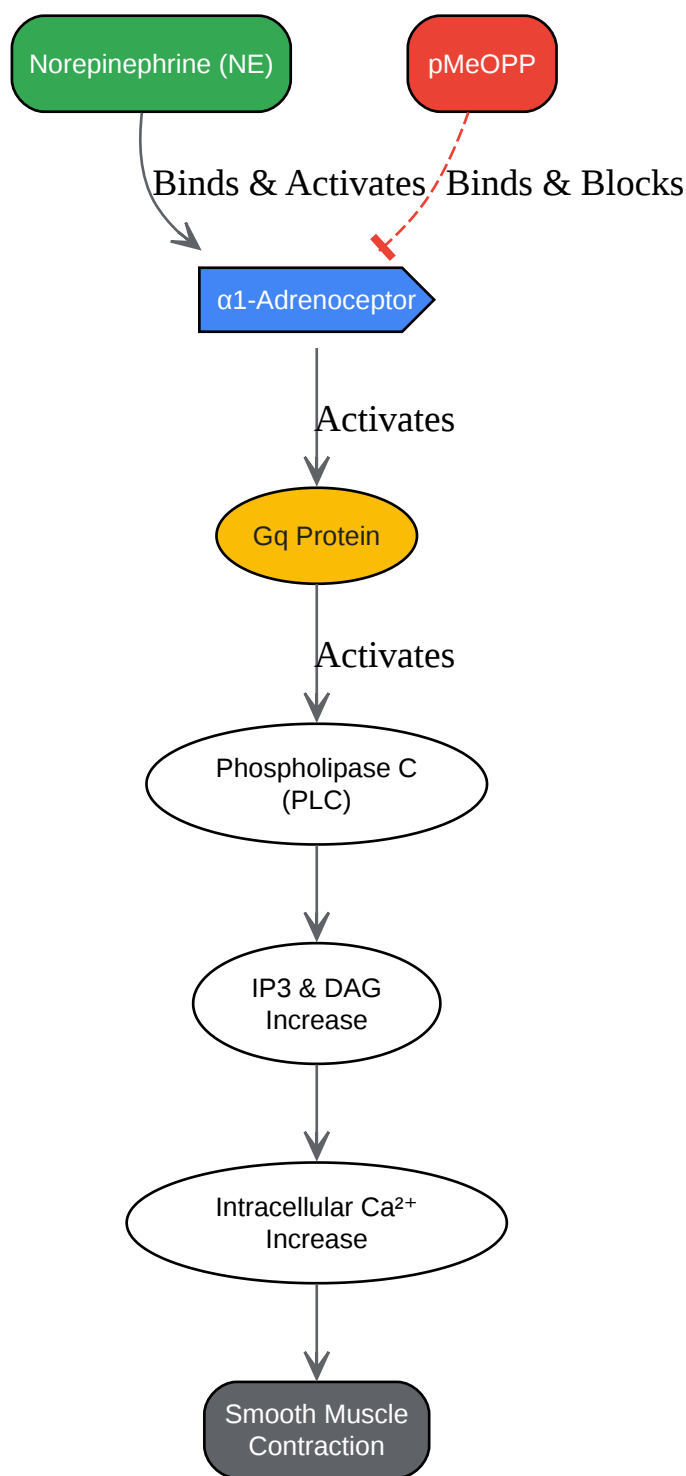 Norepinephrine (NE)
pMeOPP
Binds & Activates
Binds & Blocks
α1-Adrenoceptor
Activates
Gq Protein
Activates
Phospholipase C
(PLC)
IP3 & DAG
Increase
Intracellular Ca²⁺
Increase
Smooth Muscle
Contraction